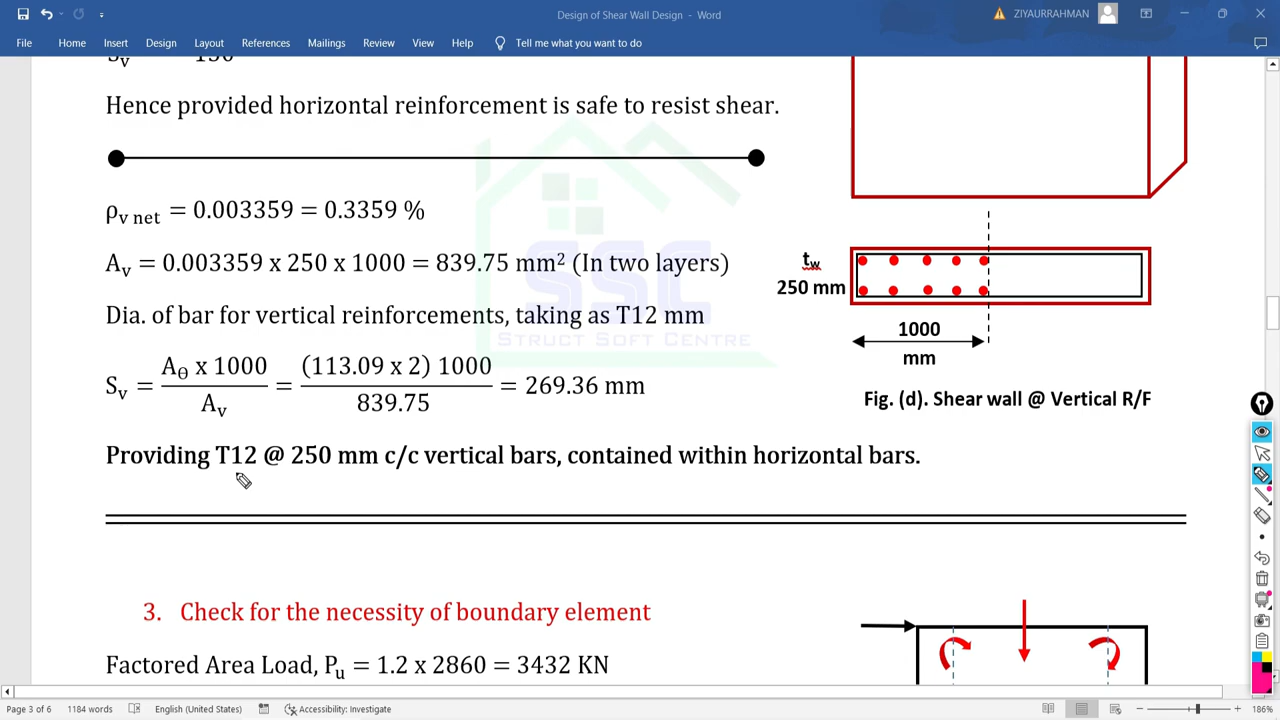 Design of Shear Wall Design - Word
ZIYAURRAHMAN
File Home Insert Design Layout References Mailings Review View Help Tell me what you want to do
Hence provided horizontal reinforcement is safe to resist shear.
ρv net = 0.003359 = 0.3359 %
Av = 0.003359 x 250 x 1000 = 839.75 mm² (In two layers)
Dia. of bar for vertical reinforcements, taking as T12 mm
Sv = AΘ x 1000 / Av = (113.09 x 2) 1000 / 839.75 = 269.36 mm
Providing T12 @ 250 mm c/c vertical bars, contained within horizontal bars.
tw
250 mm
1000
mm
Fig. (d). Shear wall @ Vertical R/F
SSC
STRUCT SOFT CENTRE
3. Check for the necessity of boundary element
Factored Area Load, Pu = 1.2 x 2860 = 3432 KN
Page 3 of 6 1184 words English (United States) Accessibility: Investigate 186%